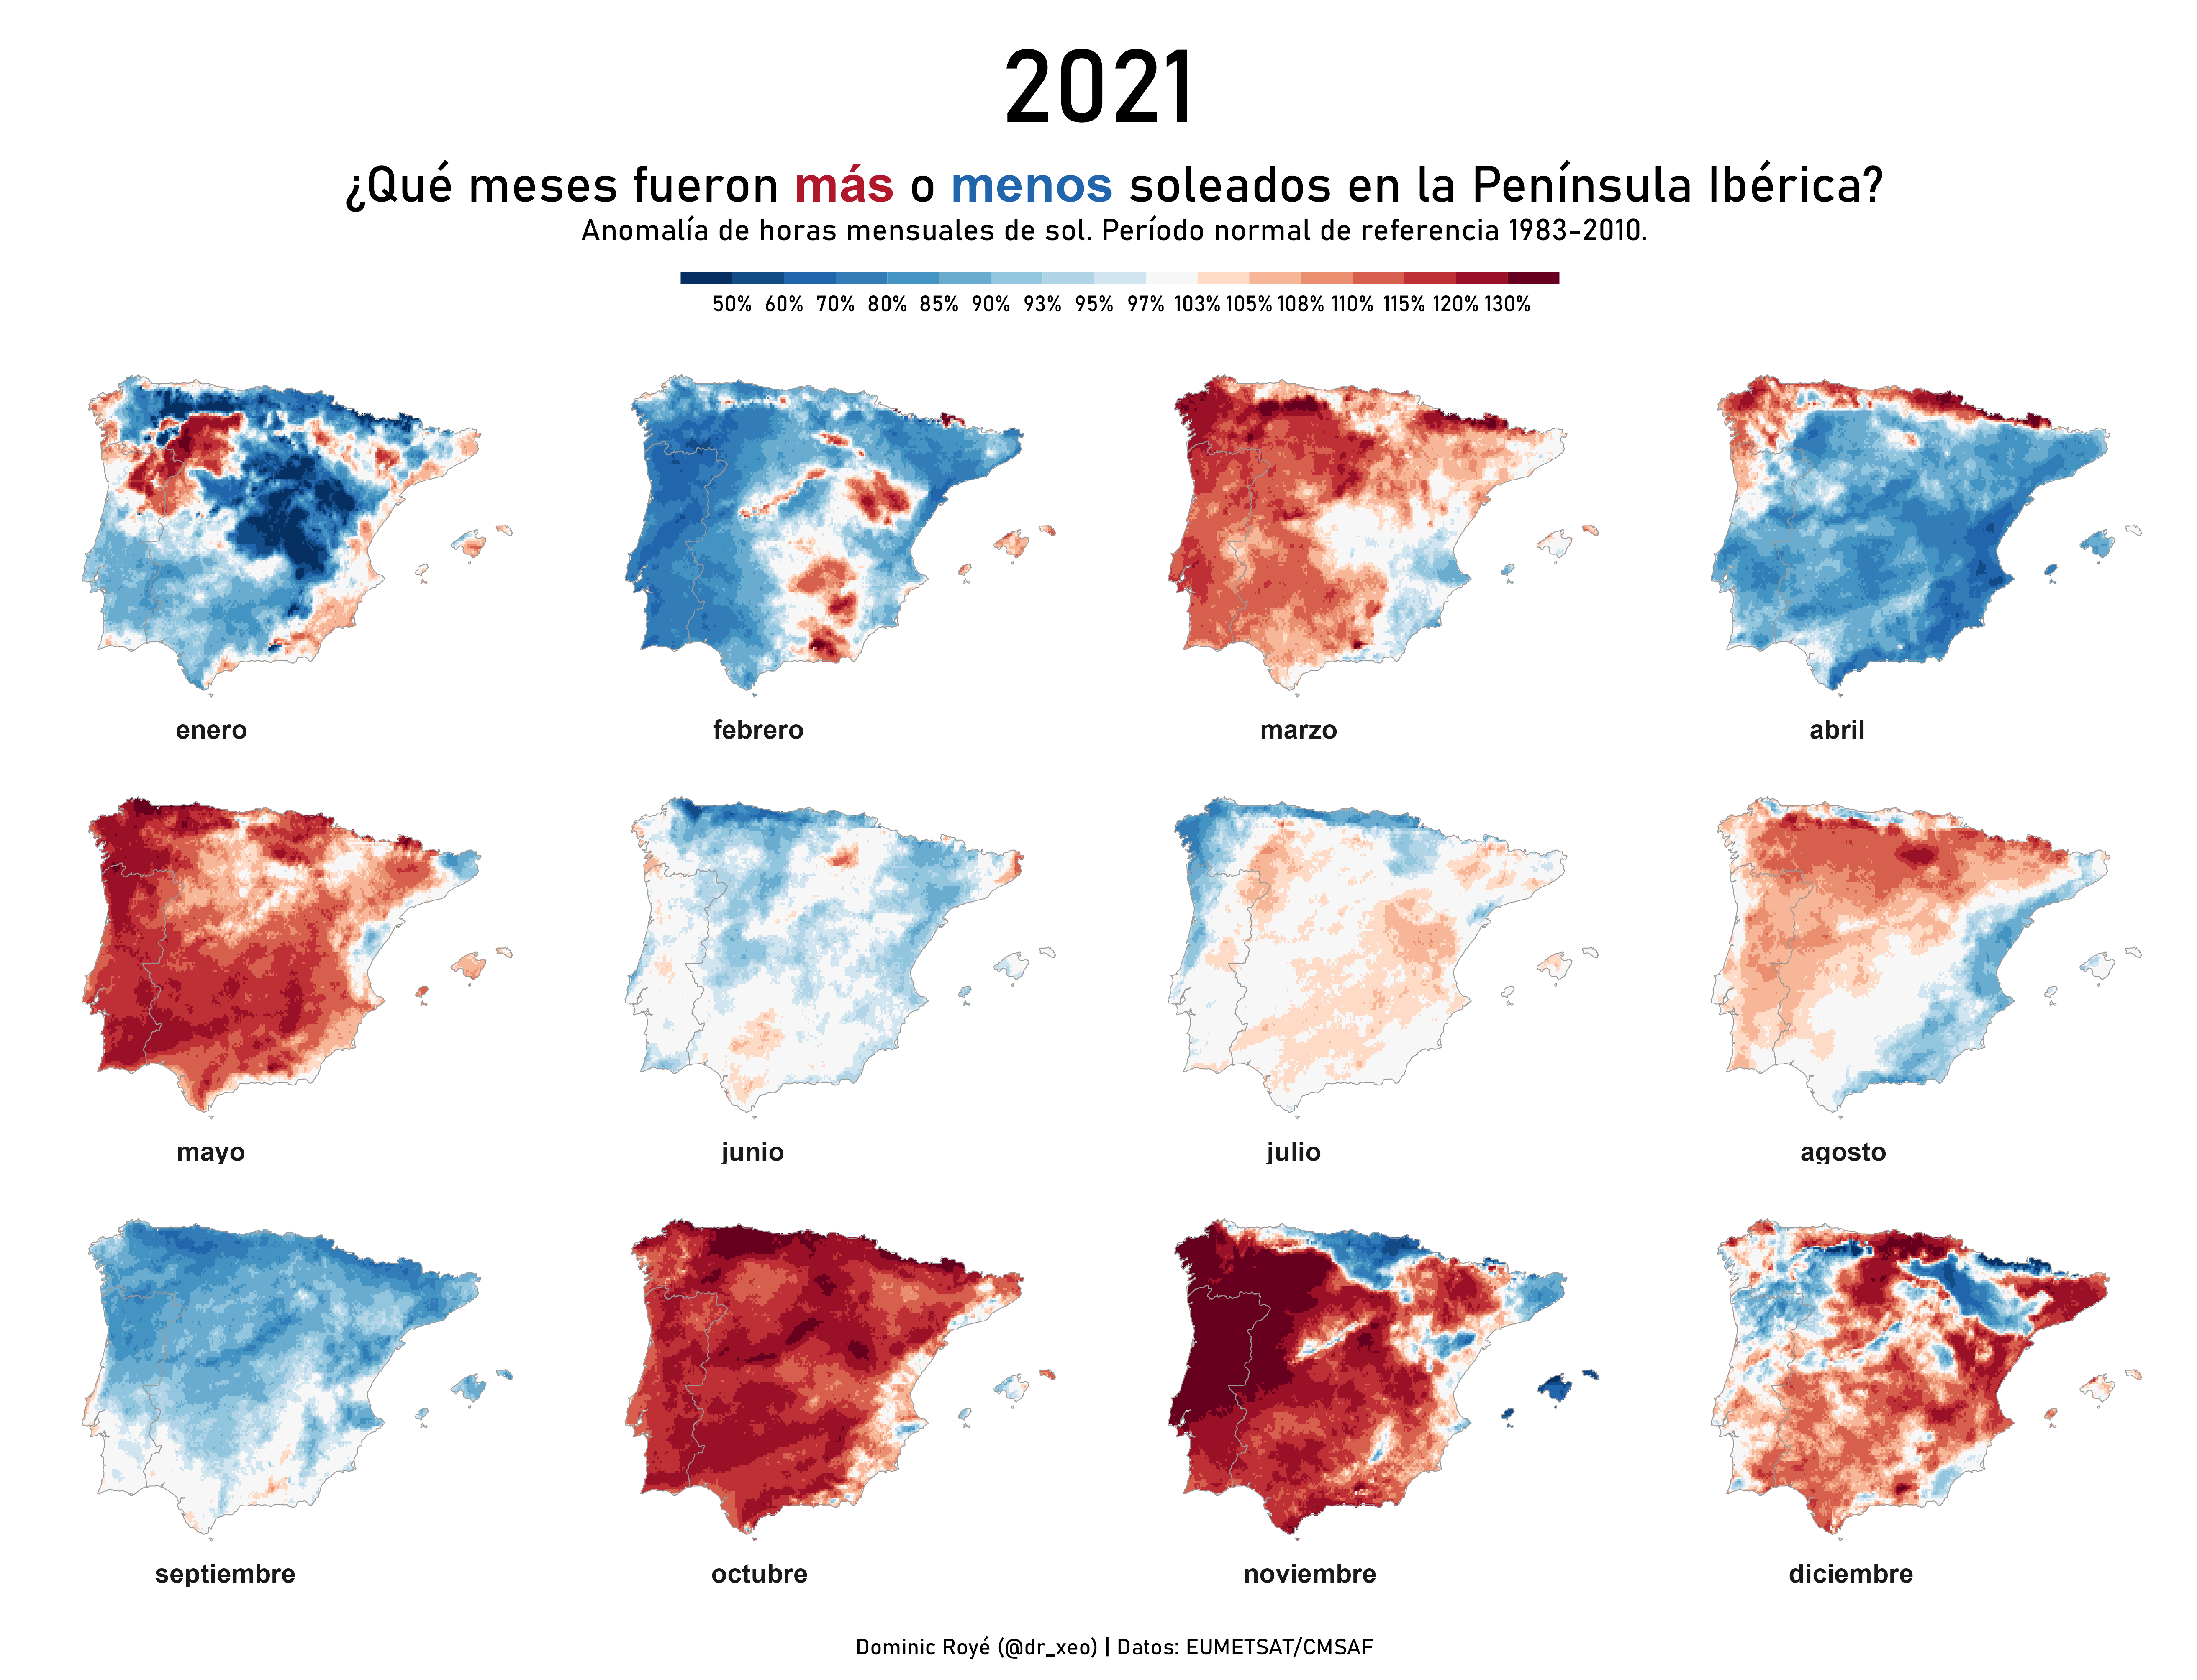 2021
¿Qué meses fueron más o menos soleados en la Península Ibérica?
Anomalía de horas mensuales de sol. Período normal de referencia 1983-2010.
50% 60% 70% 80% 85% 90% 93% 95% 97% 103% 105% 108% 110% 115% 120% 130%
enero febrero marzo abril
mayo junio julio agosto
septiembre octubre noviembre diciembre
Dominic Royé (@dr_xeo) | Datos: EUMETSAT/CMSAF